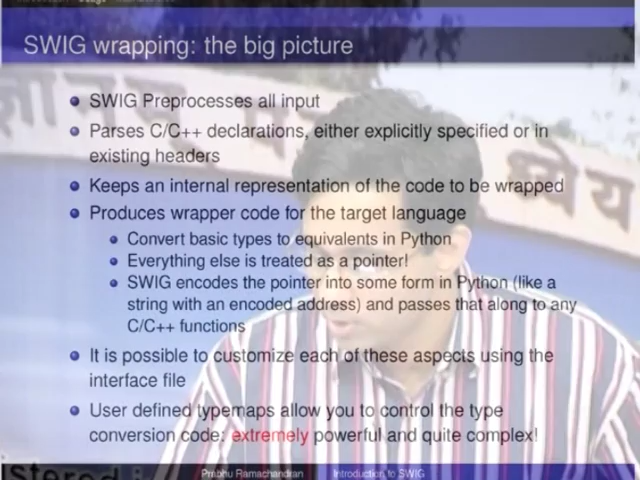 SWIG wrapping: the big picture
SWIG Preprocesses all input
Parses C/C++ declarations, either explicitly specified or in
existing headers
Keeps an internal representation of the code to be wrapped
Produces wrapper code for the target language
Convert basic types to equivalents in Python
Everything else is treated as a pointer!
SWIG encodes the pointer into some form in Python (like a
string with an encoded address) and passes that along to any
C/C++ functions
It is possible to customize each of these aspects using the
interface file
User defined typemaps allow you to control the type
conversion code: extremely powerful and quite complex!
ध्येय
stered
Prabhu Ramachandran Introduction to SWIG